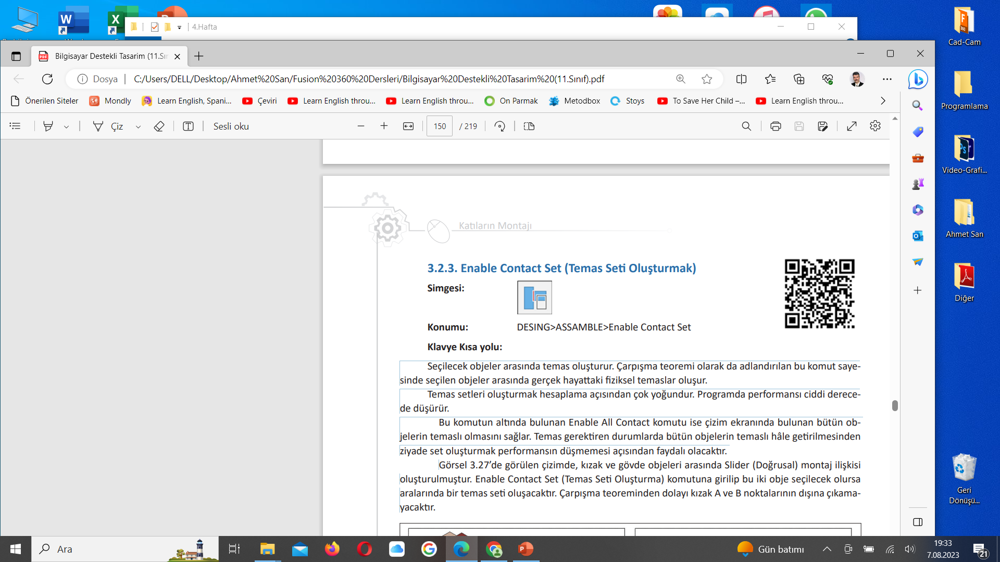 4.Hafta
Bilgisayar Destekli Tasarim (11.Sı
Dosya
C:/Users/DELL/Desktop/Ahmet%20San/Fusion%20360%20Dersleri/Bilgisayar%20Destekli%20Tasarim%20(11.Sınıf).pdf
Önerilen Siteler
Mondly
Learn English, Spani...
Çeviri
Learn English throu...
Learn English throu...
On Parmak
Metodbox
Stoys
To Save Her Child –...
Learn English throu...
Çiz
Sesli oku
150
/ 219
Katıların Montajı
3.2.3. Enable Contact Set (Temas Seti Oluşturmak)
Simgesi:
Konumu: DESING>ASSAMBLE>Enable Contact Set
Klavye Kısa yolu:
Seçilecek objeler arasında temas oluşturur. Çarpışma teoremi olarak da adlandırılan bu komut saye-
sinde seçilen objeler arasında gerçek hayattaki fiziksel temaslar oluşur.
Temas setleri oluşturmak hesaplama açısından çok yoğundur. Programda performansı ciddi derece-
de düşürür.
Bu komutun altında bulunan Enable All Contact komutu ise çizim ekranında bulunan bütün ob-
jelerin temaslı olmasını sağlar. Temas gerektiren durumlarda bütün objelerin temaslı hâle getirilmesinden
ziyade set oluşturmak performansın düşmemesi açısından faydalı olacaktır.
Görsel 3.27’de görülen çizimde, kızak ve gövde objeleri arasında Slider (Doğrusal) montaj ilişkisi
oluşturulmuştur. Enable Contact Set (Temas Seti Oluşturma) komutuna girilip bu iki obje seçilecek olursa
aralarında bir temas seti oluşacaktır. Çarpışma teoreminden dolayı kızak A ve B noktalarının dışına çıkama-
yacaktır.
Cad-Cam
Programlama
Video-Grafi...
Ahmet San
Diğer
Geri
Dönüşü...
Ara
Gün batımı
19:33
7.08.2023
21